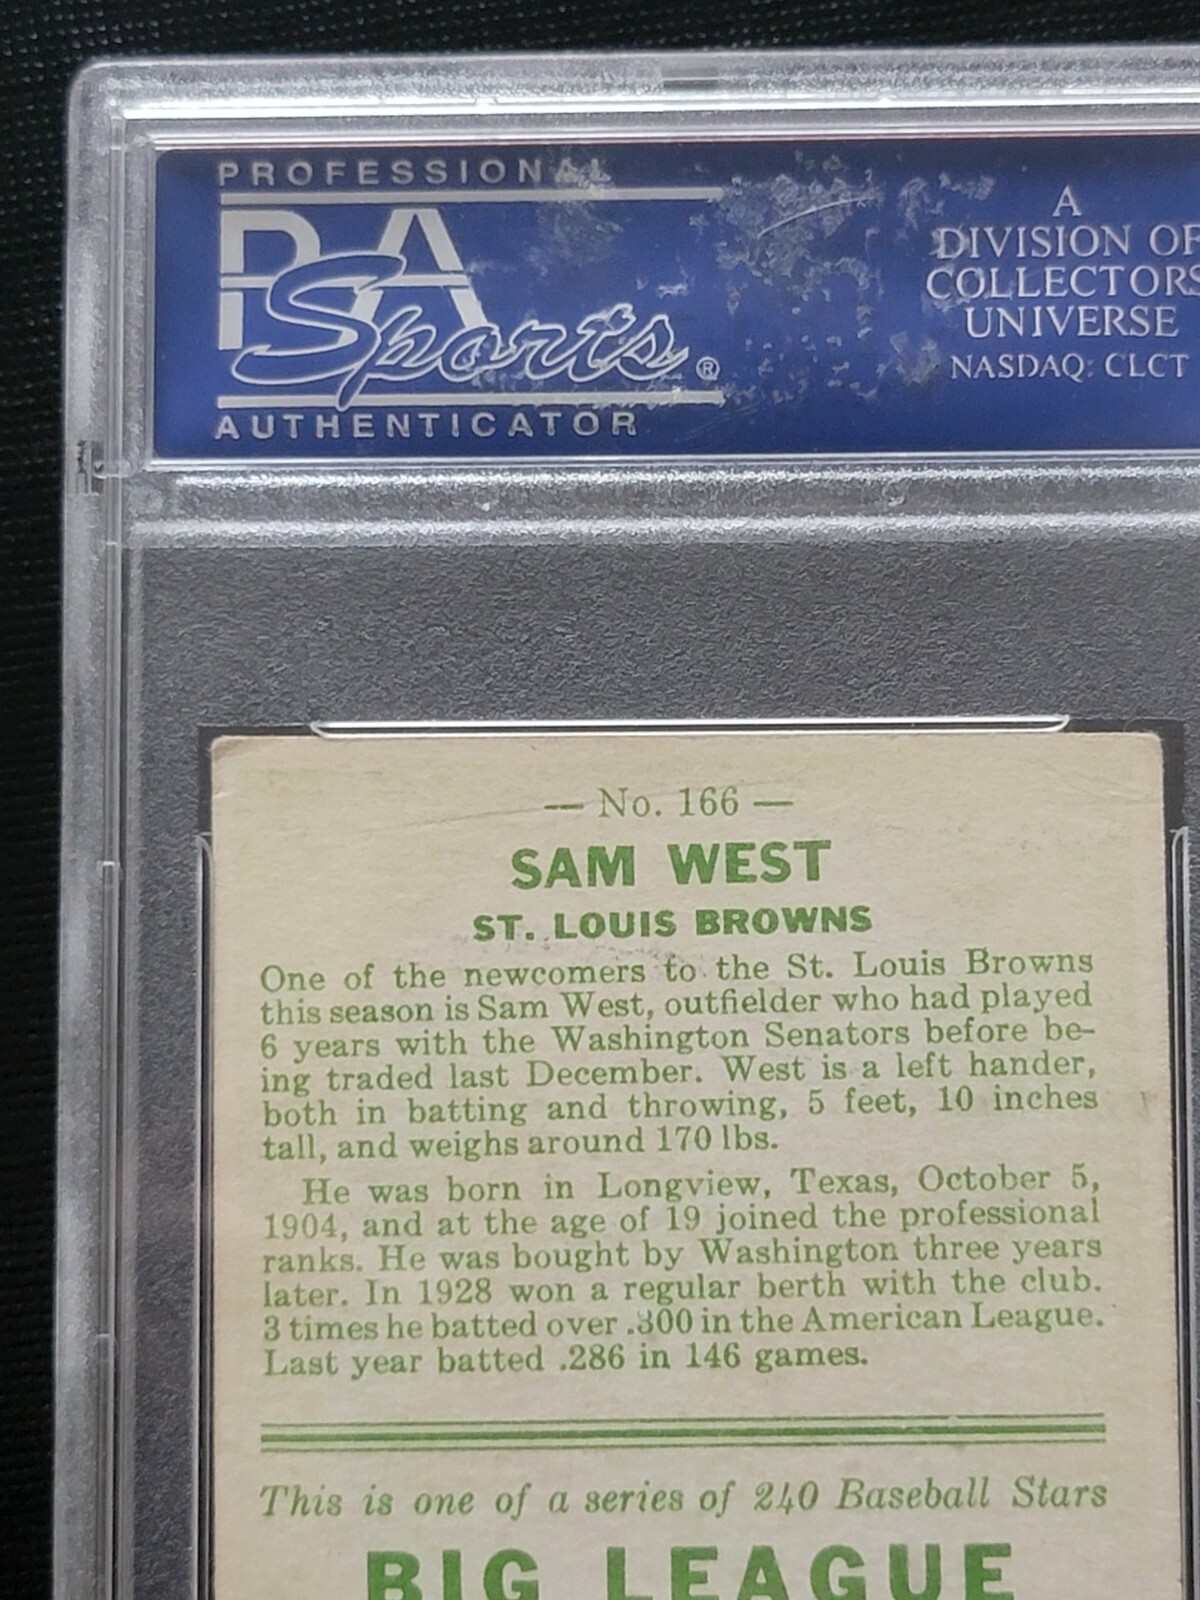 PROFESSIONAL
PSA
Sports®
AUTHENTICATOR
A
DIVISION OF
COLLECTORS
UNIVERSE
NASDAQ: CLCT
— No. 166 —
SAM WEST
ST. LOUIS BROWNS
One of the newcomers to the St. Louis Browns
this season is Sam West, outfielder who had played
6 years with the Washington Senators before be-
ing traded last December. West is a left hander,
both in batting and throwing, 5 feet, 10 inches
tall, and weighs around 170 lbs.
He was born in Longview, Texas, October 5,
1904, and at the age of 19 joined the professional
ranks. He was bought by Washington three years
later. In 1928 won a regular berth with the club.
3 times he batted over .300 in the American League.
Last year batted .286 in 146 games.
This is one of a series of 240 Baseball Stars
BIG LEAGUE